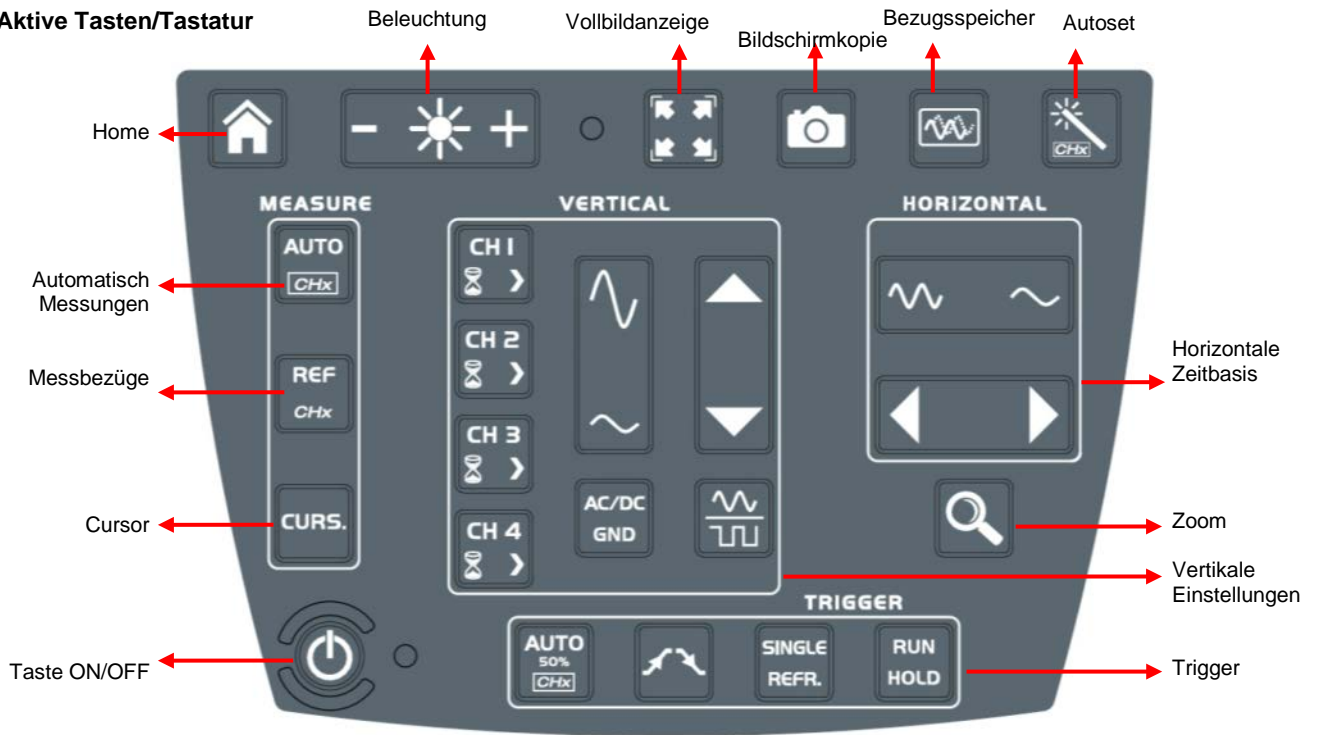 Aktive Tasten/Tastatur
Beleuchtung
Vollbildanzeige
Bildschirmkopie
Bezugsspeicher
Autoset
Home
CHx
MEASURE
VERTICAL
HORIZONTAL
AUTO
CHx
Automatisch
Messungen
REF
CHx
Messbezüge
CURS.
Cursor
CH 1
CH 2
CH 3
CH 4
AC/DC
GND
Horizontale
Zeitbasis
Zoom
Vertikale
Einstellungen
TRIGGER
Taste ON/OFF
AUTO
50%
CHx
SINGLE
REFR.
RUN
HOLD
Trigger